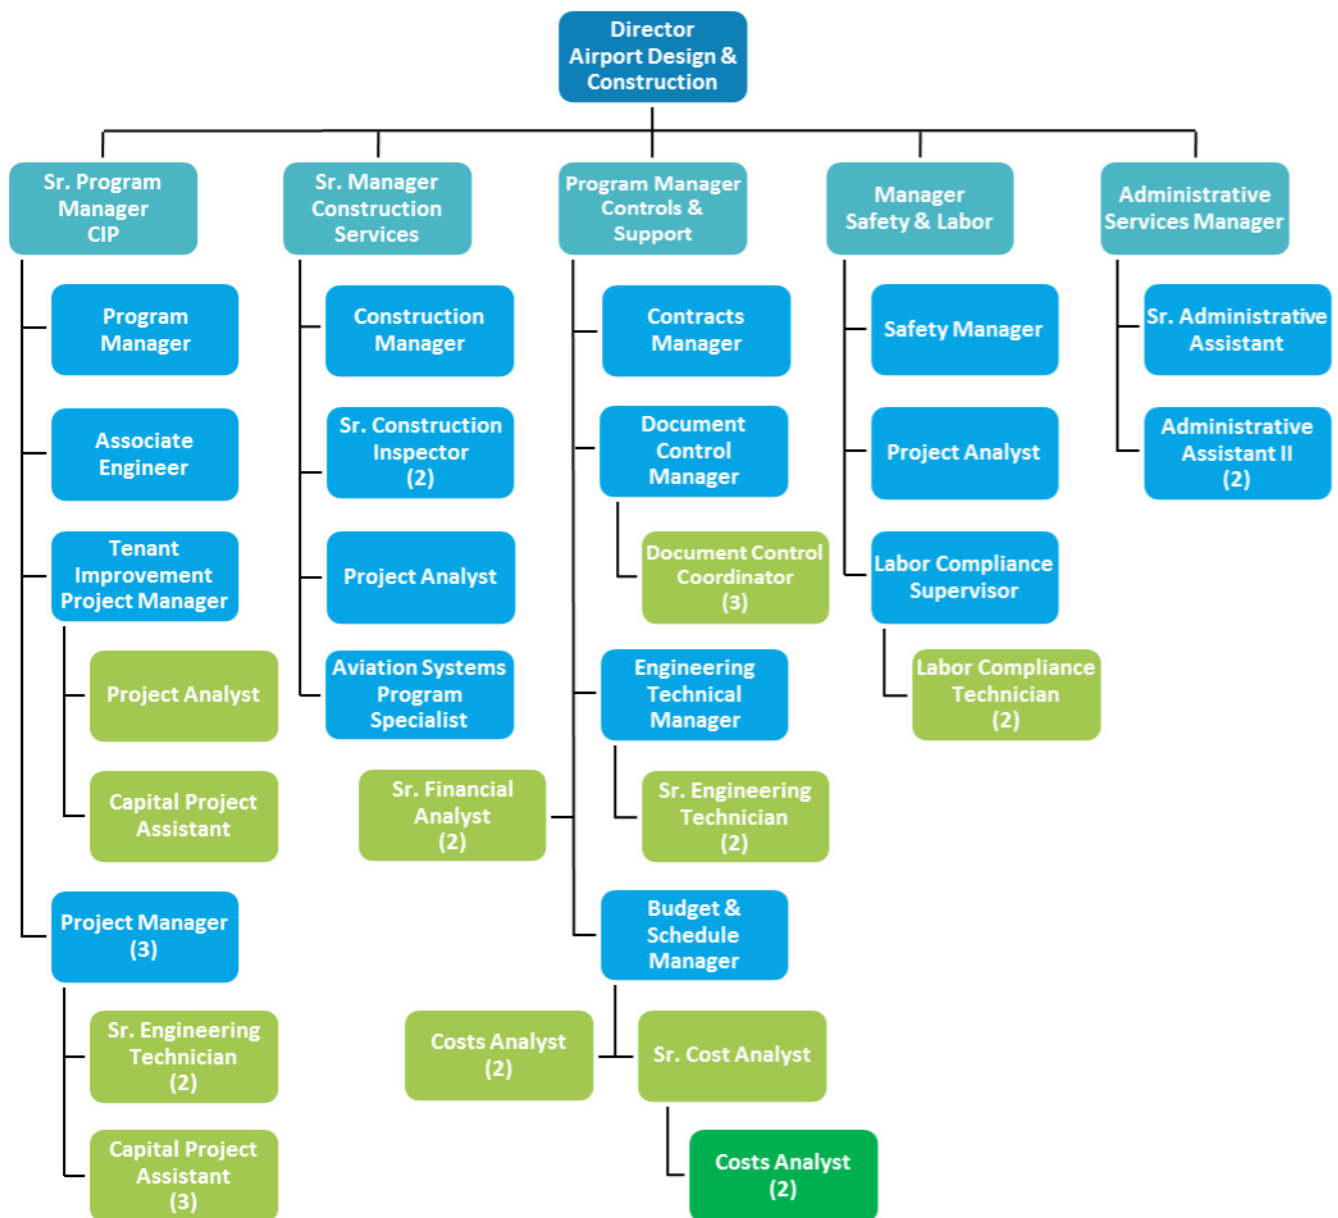 Director
Airport Design &
Construction
Sr. Program
Manager
CIP
Program
Manager
Associate
Engineer
Tenant
Improvement
Project Manager
Project Analyst
Capital Project
Assistant
Project Manager
(3)
Sr. Engineering
Technician
(2)
Capital Project
Assistant
(3)
Sr. Manager
Construction
Services
Construction
Manager
Sr. Construction
Inspector
(2)
Project Analyst
Aviation Systems
Program
Specialist
Program Manager
Controls &
Support
Contracts
Manager
Document
Control
Manager
Document Control
Coordinator
(3)
Engineering
Technical
Manager
Sr. Engineering
Technician
(2)
Sr. Financial
Analyst
(2)
Budget &
Schedule
Manager
Costs Analyst
(2)
Sr. Cost Analyst
Costs Analyst
(2)
Manager
Safety & Labor
Safety Manager
Project Analyst
Labor Compliance
Supervisor
Labor Compliance
Technician
(2)
Administrative
Services Manager
Sr. Administrative
Assistant
Administrative
Assistant II
(2)